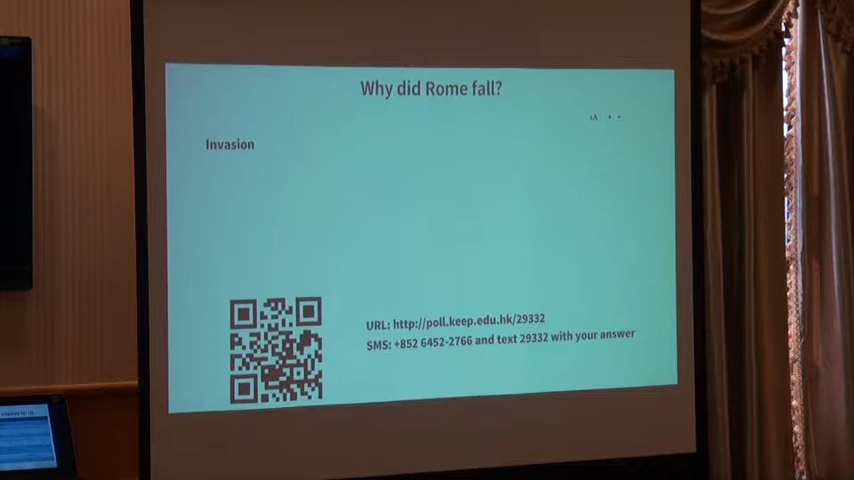 Why did Rome fall?
Invasion
URL: http://poll.keep.edu.hk/29332
SMS: +852 6452-2766 and text 29332 with your answer